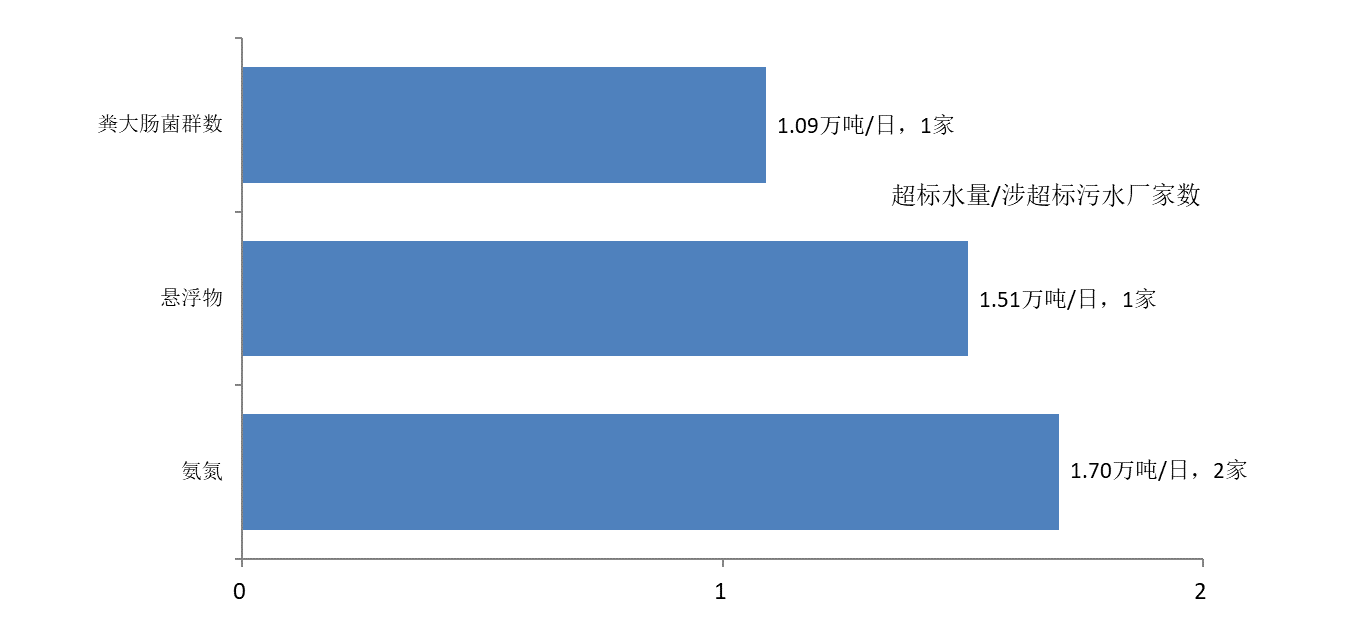 粪大肠菌群数
1.09万吨/日，1家
超标水量/涉超标污水厂家数
悬浮物
1.51万吨/日，1家
氨氮
1.70万吨/日，2家
0
1
2